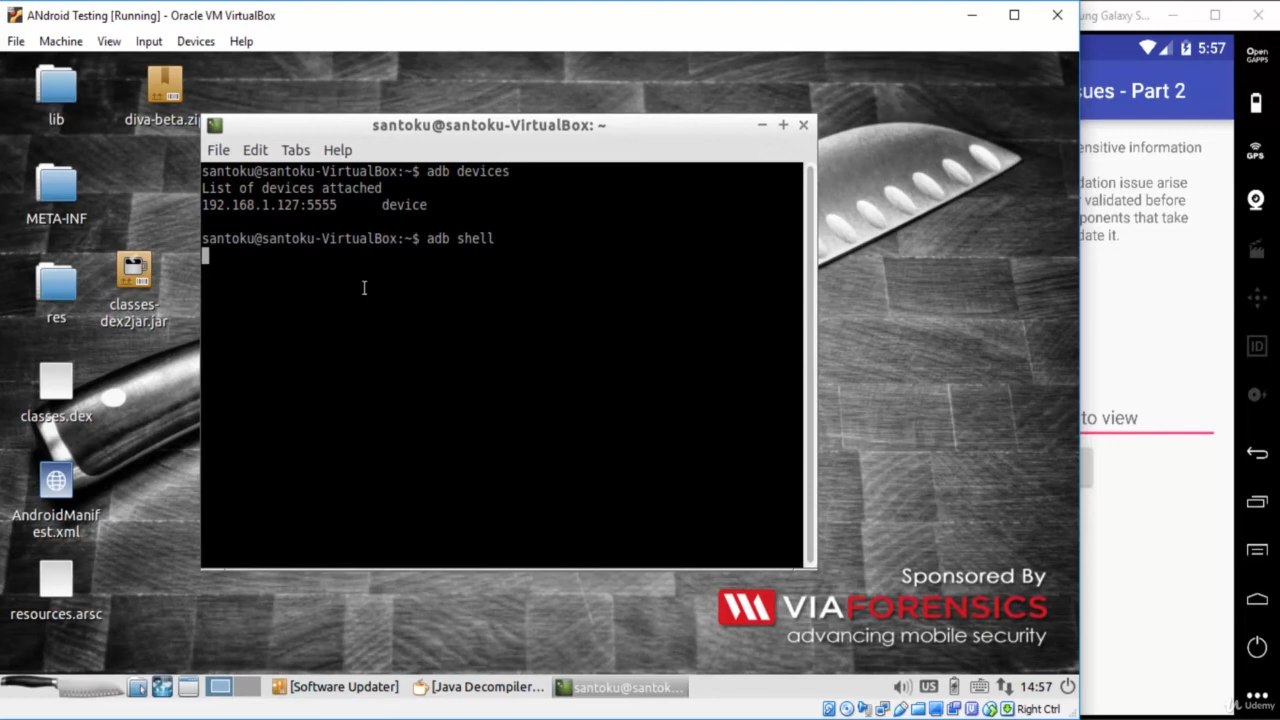 ANdroid Testing [Running] - Oracle VM VirtualBox
File Machine View Input Devices Help
lib
diva-beta.zi
META-INF
res
classes-
dex2jar.jar
classes.dex
AndroidManif
est.xml
resources.arsc
santoku@santoku-VirtualBox: ~
File Edit Tabs Help
santoku@santoku-VirtualBox:~$ adb devices
List of devices attached
192.168.1.127:5555 device
santoku@santoku-VirtualBox:~$ adb shell
Sponsored By
VIAFORENSICS
advancing mobile security
[Software Updater]
[Java Decompiler...
santoku@santok...
US
14:57
Right Ctrl
ung Galaxy S...
5:57
sues - Part 2
ensitive information
dation issue arise
validated before
ponents that take
date it.
to view
Open
GAPPS
GPS
ID
Udemy